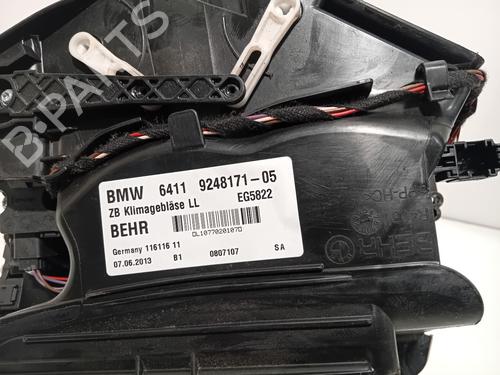 BMW 6411 9248171-05
ZB Klimagebläse LL EG5822
BEHR
DL1077020107D
Germany 116116 11
07.06.2013 B1 0807107 SA
B-PARTS
BEHR